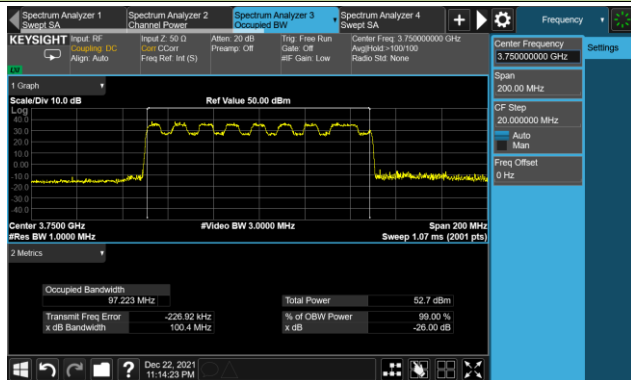 Spectrum Analyzer 1
Swept SA
Spectrum Analyzer 2
Channel Power
Spectrum Analyzer 3
Occupied BW
Spectrum Analyzer 4
Swept SA
Frequency
KEYSIGHT
Input: RF
Coupling: DC
Align: Auto
Input Z: 50 Ω
Corr CCorr
Freq Ref: Int (S)
Atten: 20 dB
Preamp: Off
Trig: Free Run
Gate: Off
#IF Gain: Low
Center Freq: 3.750000000 GHz
Avg|Hold:>100/100
Radio Std: None
Center Frequency
3.750000000 GHz
Settings
Span
200.00 MHz
CF Step
20.000000 MHz
Auto
Man
Freq Offset
0 Hz
1 Graph
Scale/Div 10.0 dB
Ref Value 50.00 dBm
Log
40.0
30.0
20.0
10.0
0.00
-10.0
-20.0
-30.0
-40.0
Center 3.7500 GHz
#Res BW 1.0000 MHz
#Video BW 3.0000 MHz
Span 200 MHz
Sweep 1.07 ms (2001 pts)
2 Metrics
Occupied Bandwidth
97.223 MHz
Total Power 52.7 dBm
Transmit Freq Error -226.92 kHz
% of OBW Power 99.00 %
x dB Bandwidth 100.4 MHz
x dB -26.00 dB
Dec 22, 2021
11:14:23 PM